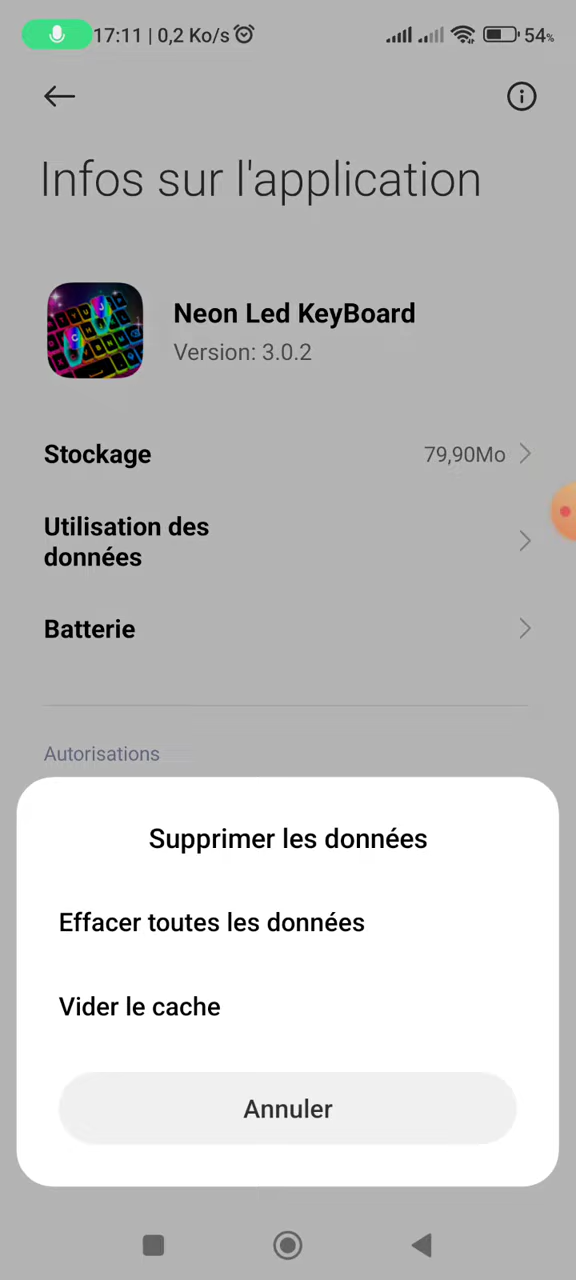 17:11 | 0,2 Ko/s 54%
Infos sur l'application
Neon Led KeyBoard
Version: 3.0.2
Stockage 79,90Mo
Utilisation des
données
Batterie
Autorisations
Supprimer les données
Effacer toutes les données
Vider le cache
Annuler